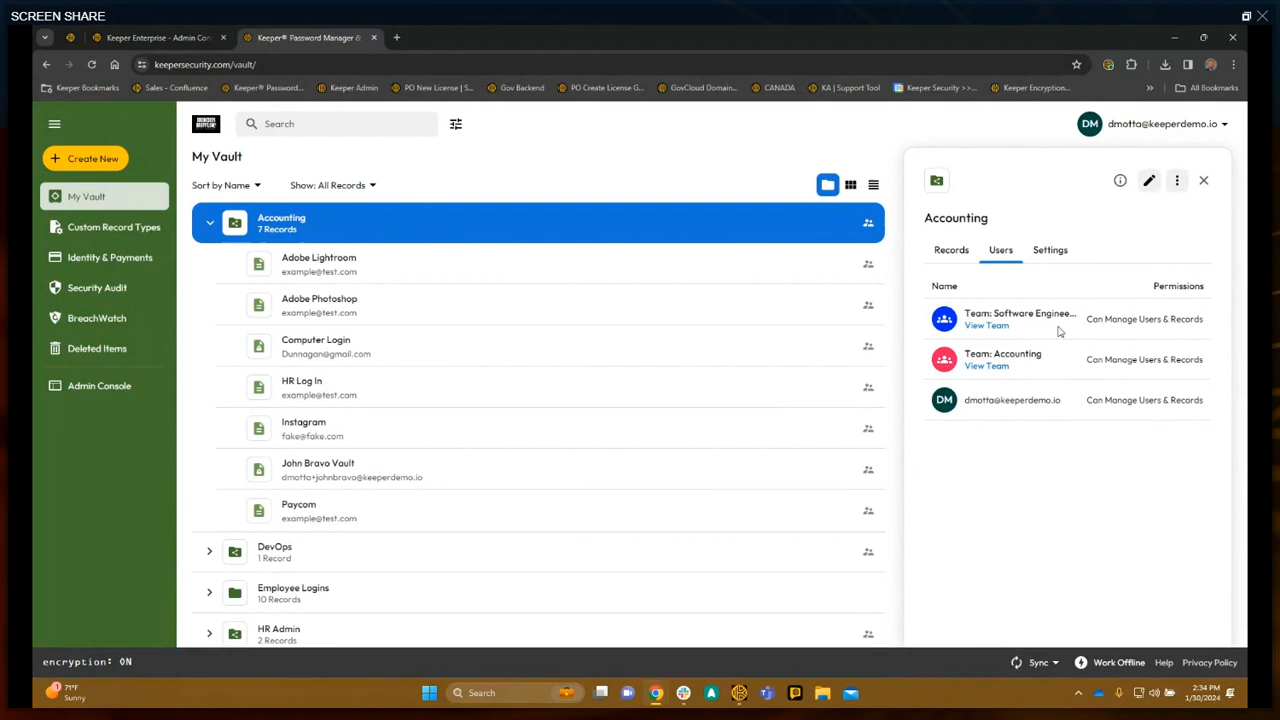 SCREEN SHARE
Keeper Enterprise - Admin Con
Keeper® Password Manager &
keepersecurity.com/vault/
Keeper Bookmarks
Sales - Confluence
Keeper® Password...
Keeper Admin
PO New License | S...
Gov Backend
PO Create License G...
GovCloud Domain...
CANADA
KA | Support Tool
Keeper Security >>...
Keeper Encryption...
All Bookmarks
DUNDER MIFFLIN
Search
DM
dmotta@keeperdemo.io
Create New
My Vault
Custom Record Types
Identity & Payments
Security Audit
BreachWatch
Deleted Items
Admin Console
My Vault
Sort by Name
Show: All Records
Accounting
7 Records
Adobe Lightroom
example@test.com
Adobe Photoshop
example@test.com
Computer Login
Dunnagan@gmail.com
HR Log In
example@test.com
Instagram
fake@fake.com
John Bravo Vault
dmotta+johnbravo@keeperdemo.io
Paycom
example@test.com
DevOps
1 Record
Employee Logins
10 Records
HR Admin
2 Records
Accounting
Records
Users
Settings
Name
Permissions
Team: Software Enginee...
View Team
Can Manage Users & Records
Team: Accounting
View Team
Can Manage Users & Records
DM
dmotta@keeperdemo.io
Can Manage Users & Records
encryption: ON
Sync
Work Offline
Help
Privacy Policy
1
71°F
Sunny
Search
2:34 PM
1/30/2024